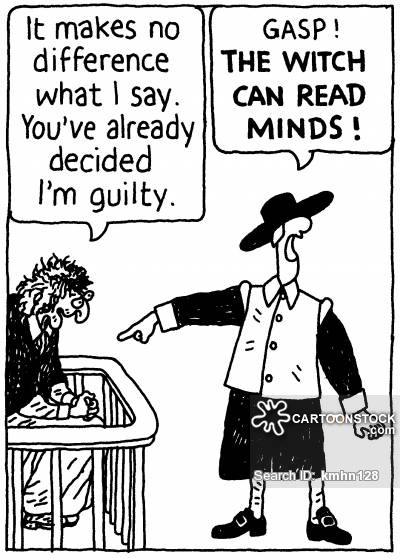 It makes no
difference
what I say.
You've already
decided
I'm guilty.
GASP!
THE WITCH
CAN READ
MINDS!
CARTOONSTOCK
.com
Search ID: kmhn128